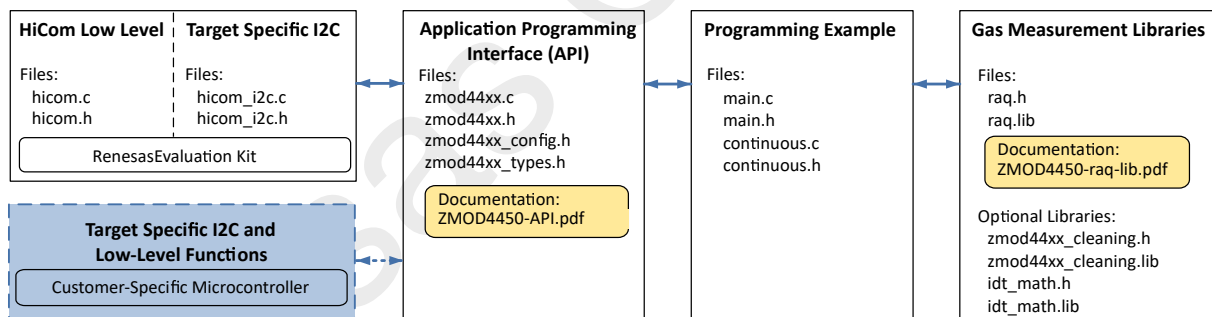 HiCom Low Level
Files:
hicom.c
hicom.h
Target Specific I2C
Files:
hicom_i2c.c
hicom_i2c.h
RenesasEvaluation Kit
Target Specific I2C and
Low-Level Functions
Customer-Specific Microcontroller
Application Programming
Interface (API)
Files:
zmod44xx.c
zmod44xx.h
zmod44xx_config.h
zmod44xx_types.h
Documentation:
ZMOD4450-API.pdf
Programming Example
Files:
main.c
main.h
continuous.c
continuous.h
Gas Measurement Libraries
Files:
raq.h
raq.lib
Documentation:
ZMOD4450-raq-lib.pdf
Optional Libraries:
zmod44xx_cleaning.h
zmod44xx_cleaning.lib
idt_math.h
idt_math.lib